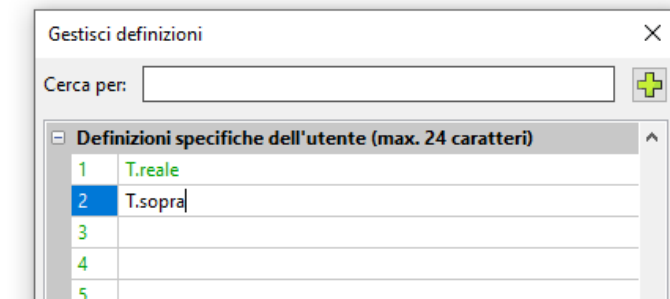 Gestisci definizioni
Cerca per:
Definizioni specifiche dell'utente (max. 24 caratteri)
1 T.reale
2 T.sopra
3
4
5